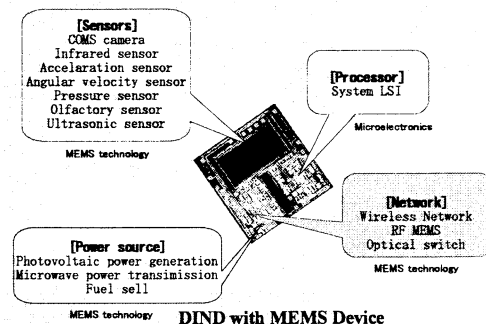 [Sensors]
COMS camera
Infrared sensor
Accelaration sensor
Angular velocity sensor
Pressure sensor
Olfactory sensor
Ultrasonic sensor
MEMS technology
[Processor]
System LSI
Microelectronics
[Network]
Wireless Network
RF MEMS
Optical switch
MEMS technology
[Power source]
Photovoltaic power generation
Microwave power transimission
Fuel sell
MEMS technology
DIND with MEMS Device